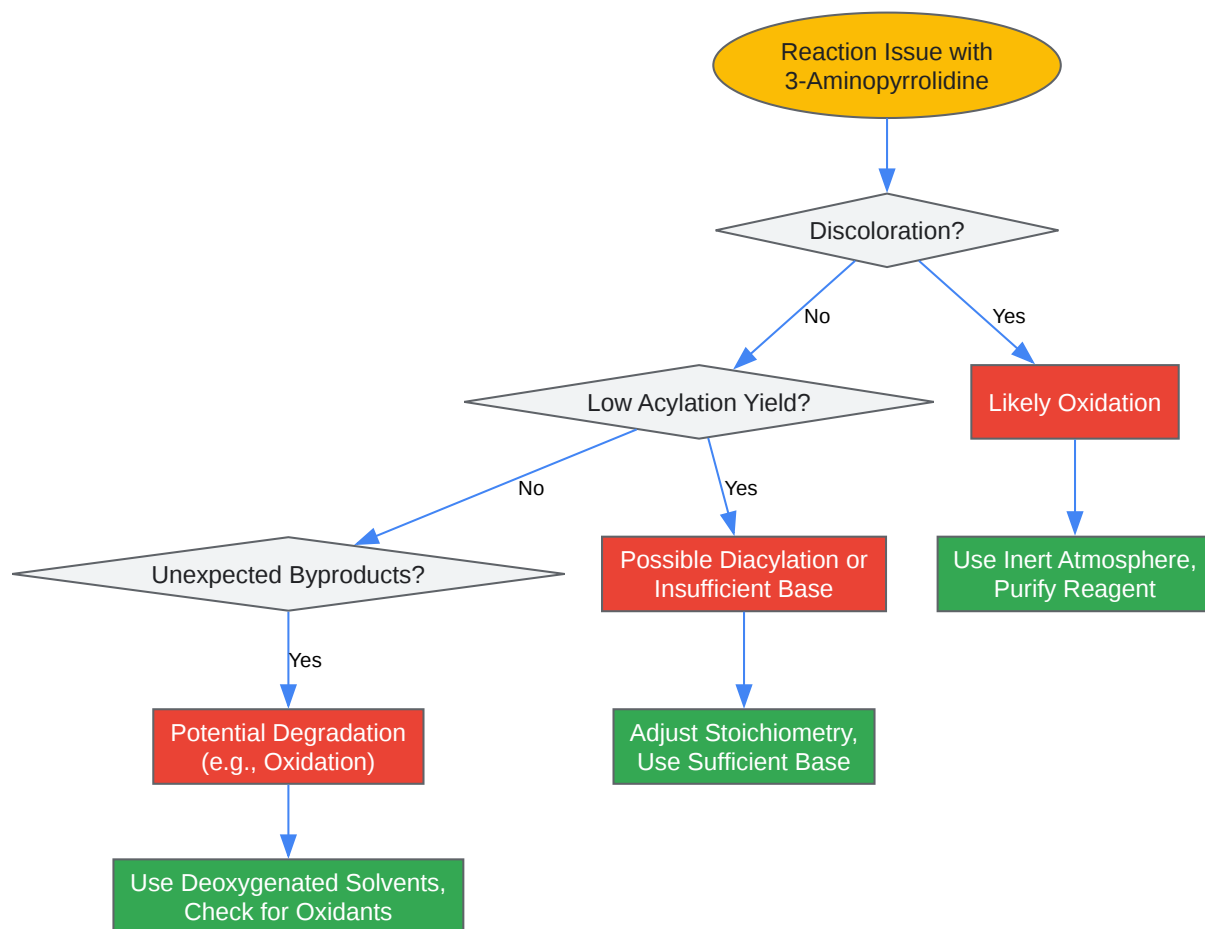 Reaction Issue with
3-Aminopyrrolidine
Discoloration?
No
Yes
Low Acylation Yield?
Likely Oxidation
No
Yes
Unexpected Byproducts?
Possible Diacylation or
Insufficient Base
Use Inert Atmosphere,
Purify Reagent
Yes
Potential Degradation
(e.g., Oxidation)
Adjust Stoichiometry,
Use Sufficient Base
Use Deoxygenated Solvents,
Check for Oxidants